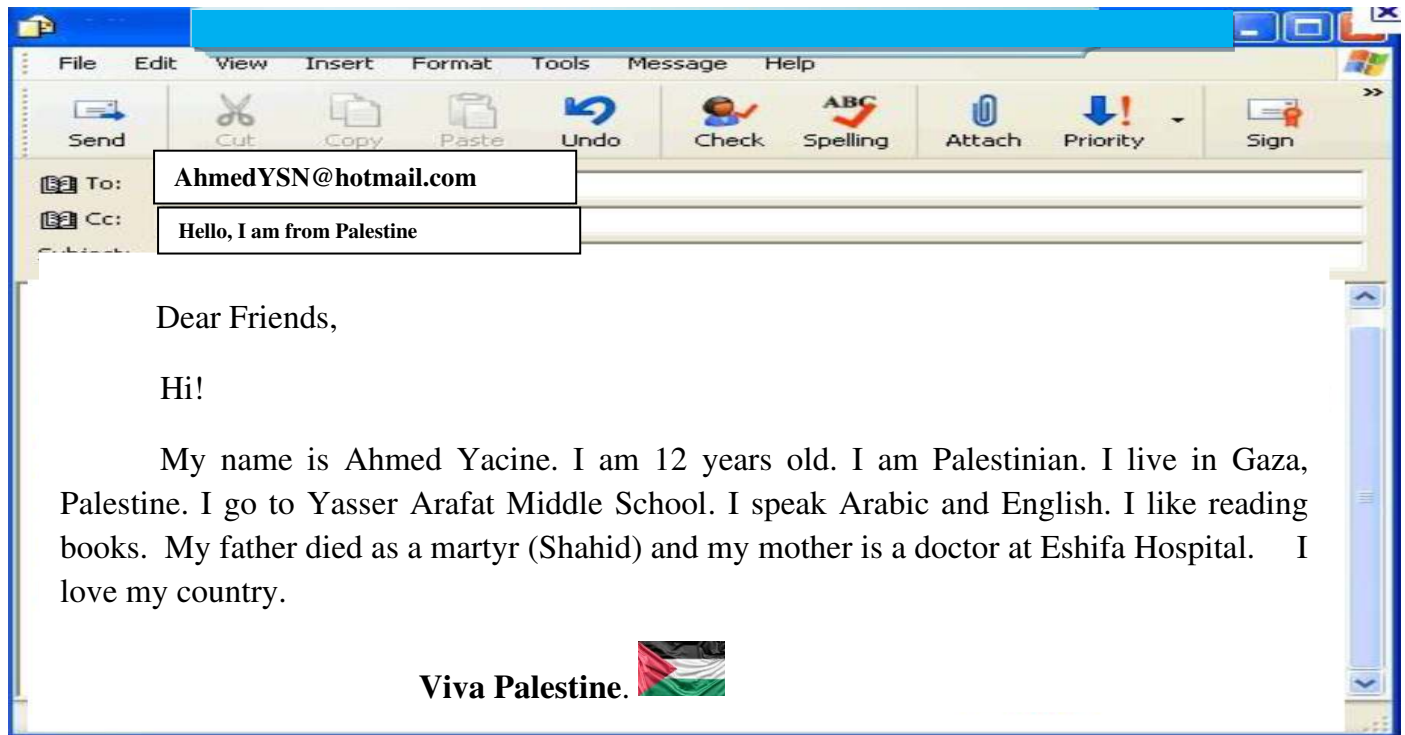 File Edit View Insert Format Tools Message Help
Send Cut Copy Paste Undo Check ABC Spelling Attach Priority Sign
To: AhmedYSN@hotmail.com
Cc: Hello, I am from Palestine
Dear Friends,
Hi!
My name is Ahmed Yacine. I am 12 years old. I am Palestinian. I live in Gaza,
Palestine. I go to Yasser Arafat Middle School. I speak Arabic and English. I like reading
books. My father died as a martyr (Shahid) and my mother is a doctor at Eshifa Hospital. I
love my country.
Viva Palestine.